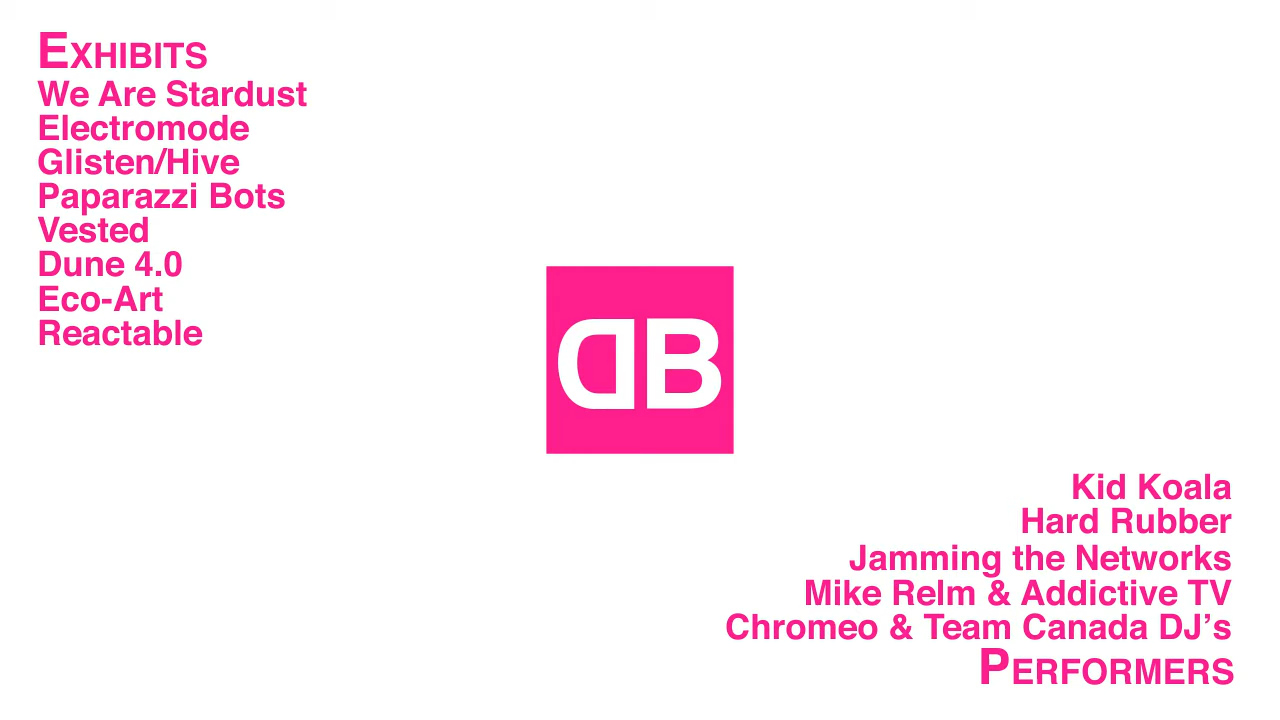 EXHIBITS
We Are Stardust
Electromode
Glisten/Hive
Paparazzi Bots
Vested
Dune 4.0
Eco-Art
Reactable
DB
Kid Koala
Hard Rubber
Jamming the Networks
Mike Relm & Addictive TV
Chromeo & Team Canada DJ’s
PERFORMERS